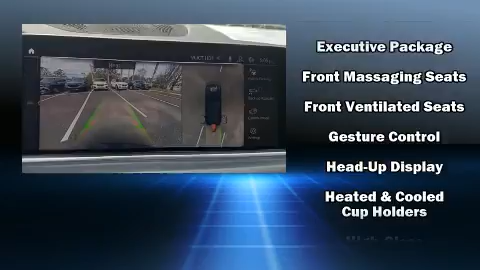 Executive Package
Front Massaging Seats
Front Ventilated Seats
Gesture Control
Head-Up Display
Heated & Cooled
Cup Holders